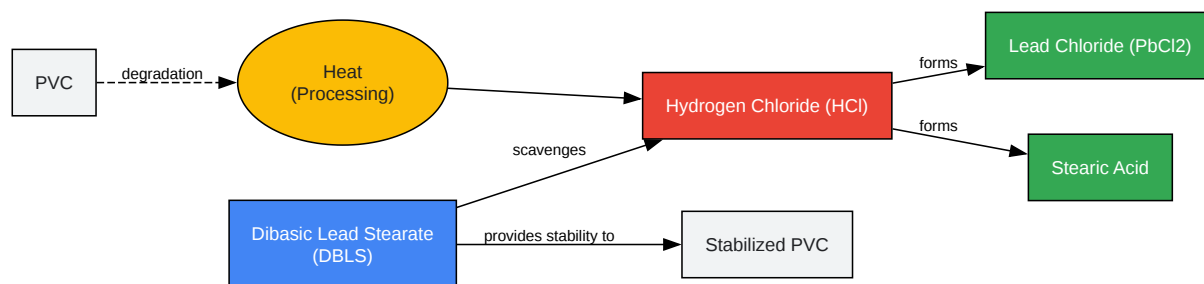 PVC
degradation
Heat
(Processing)
Hydrogen Chloride (HCl)
forms
Lead Chloride (PbCl2)
forms
Stearic Acid
scavenges
Dibasic Lead Stearate
(DBLS)
provides stability to
Stabilized PVC